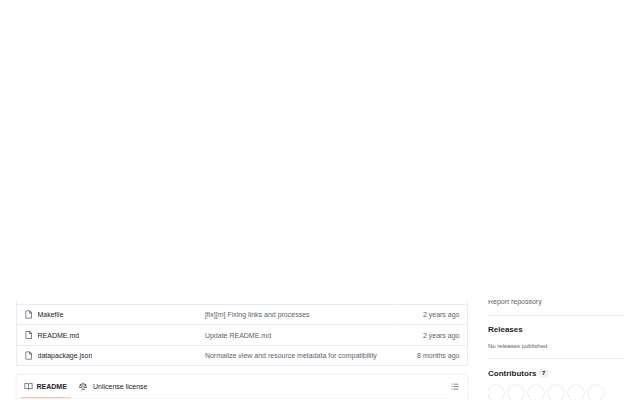 Report repository
Makefile [fix][m] Fixing links and processes 2 years ago
Releases
README.md Update README.md 2 years ago
No releases published
datapackage.json Normalize view and resource metadata for compatibility 8 months ago
Contributors 7
README Unlicense license